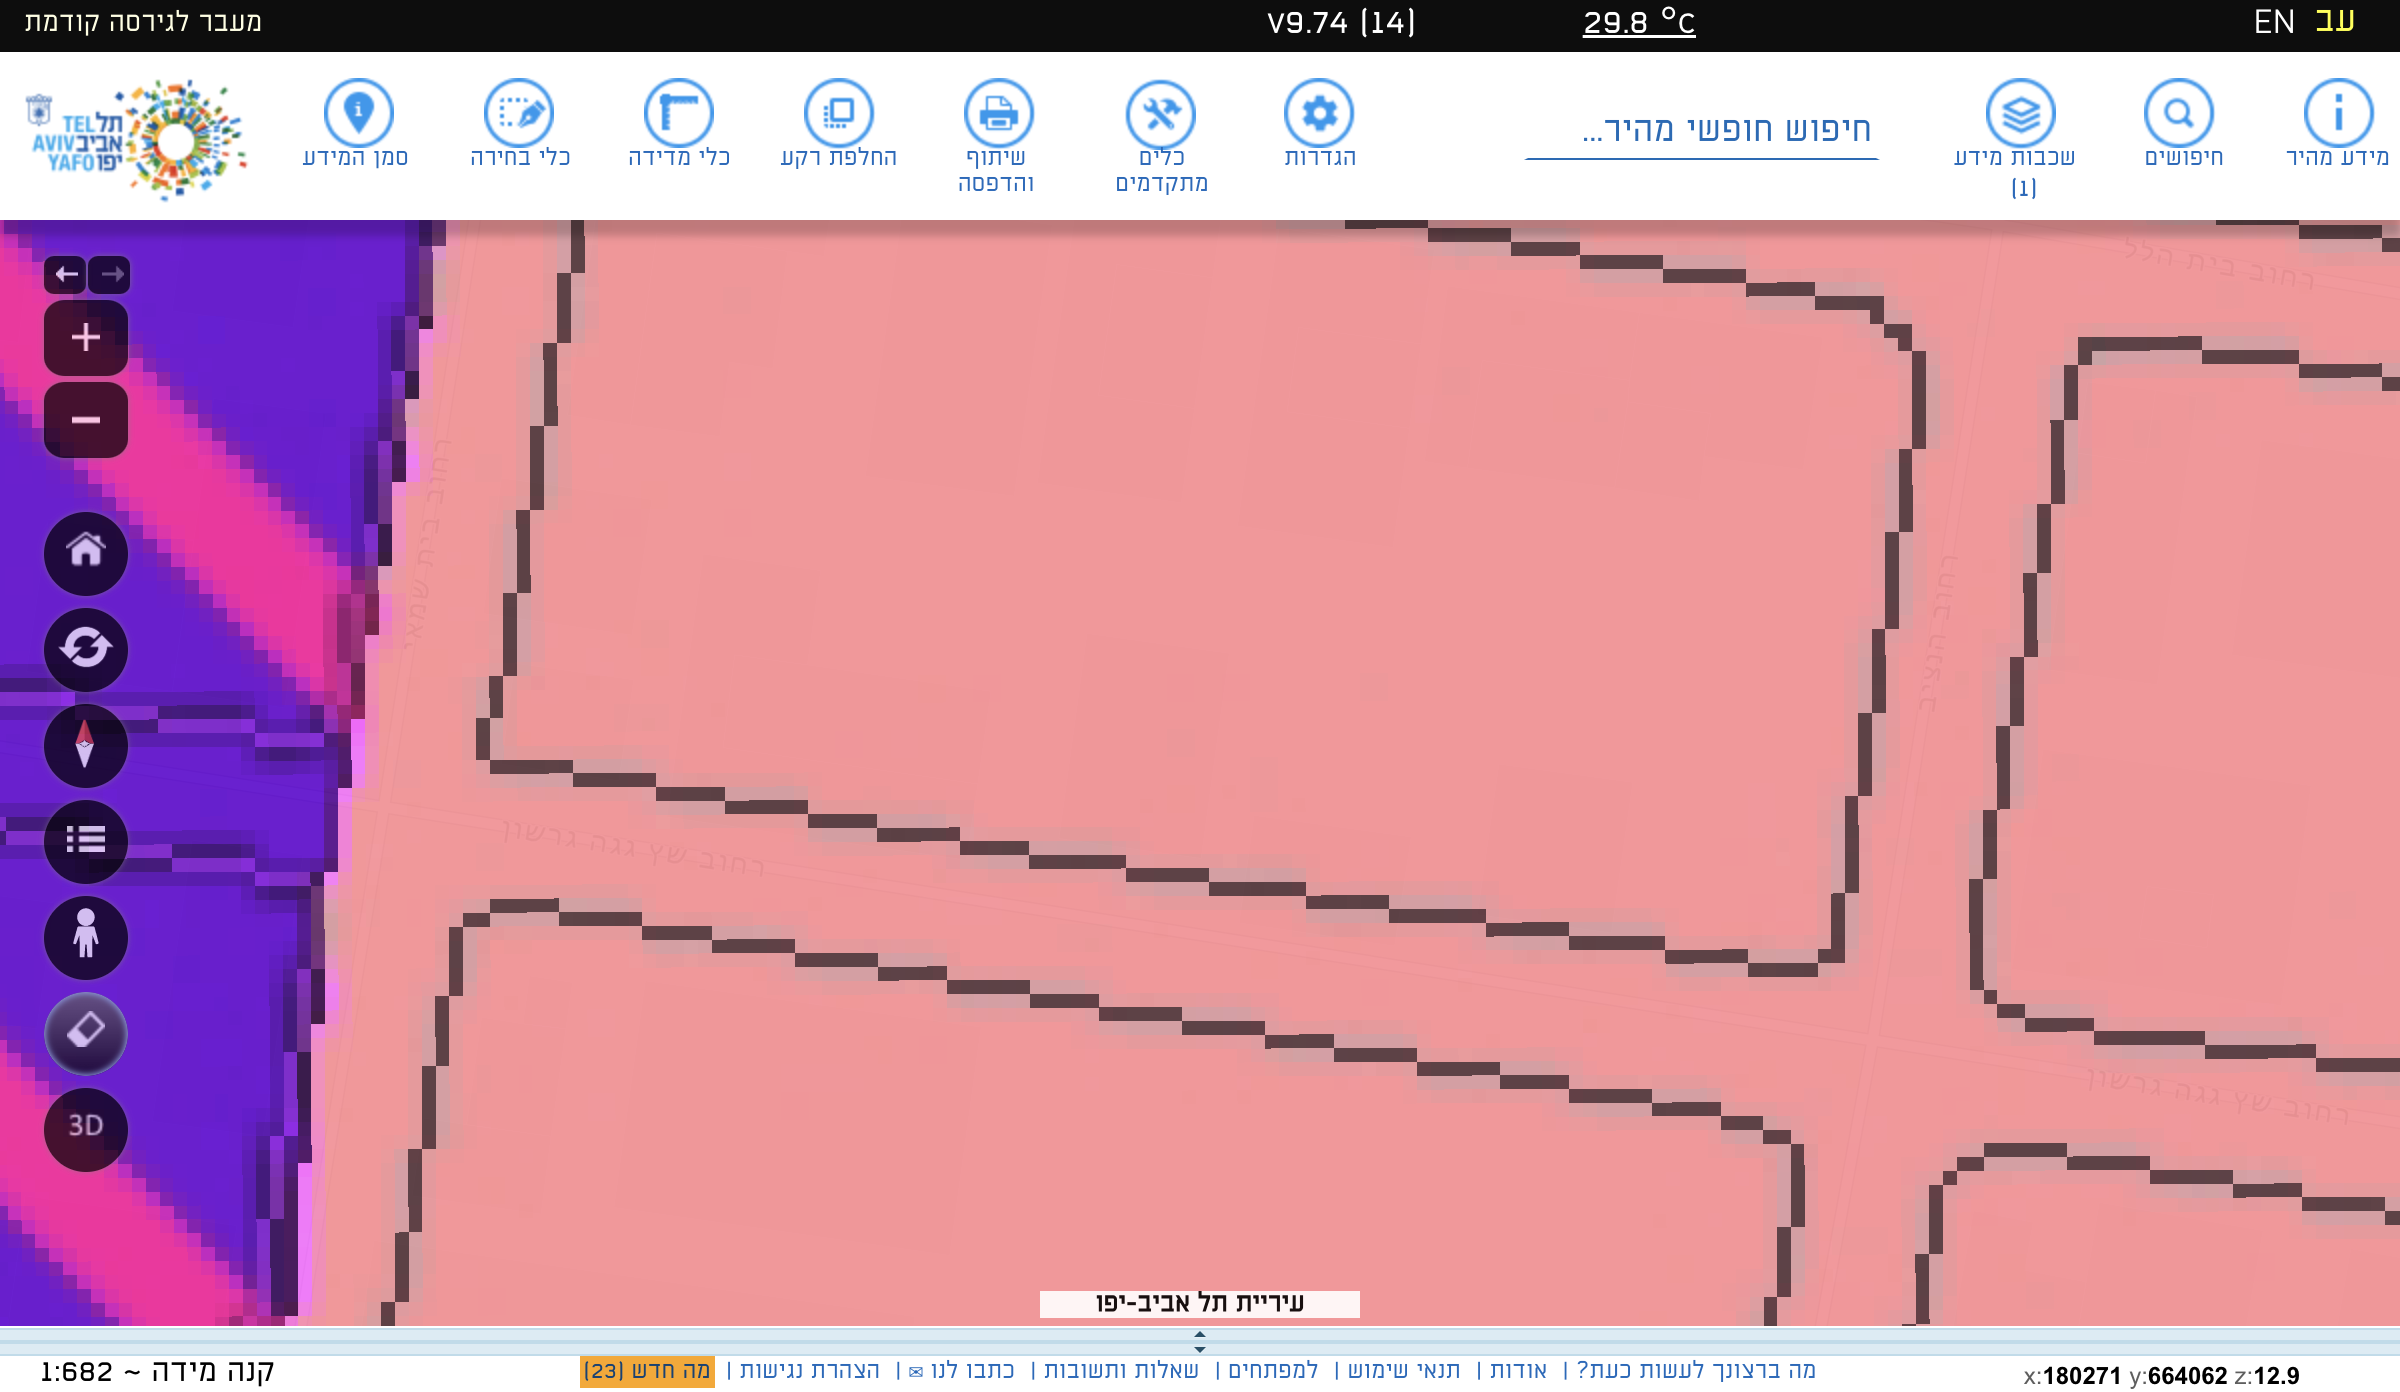 עב EN
29.8 °C
V9.74 (14)
מעבר לגירסה קודמת
מידע מהיר
חיפושים
שכבות מידע
(1)
חיפוש חופשי מהיר...
הגדרות
כלים
מתקדמים
שיתוף
והדפסה
החלפת רקע
כלי מדידה
כלי בחירה
סמן המידע
תל
אביב
יפו
TEL
AVIV
YAFO
רחוב בית הלל
רחוב בית שמאי
רחוב הנציב
רחוב שץ גגה גרשון
רחוב שץ גגה גרשון
3D
עיריית תל אביב-יפו
x:180271 y:664062 z:12.9
מה ברצונך לעשות כעת? | אודות | תנאי שימוש | למפתחים | שאלות ותשובות | כתבו לנו ✉ | הצהרת נגישות | מה חדש (23)
קנה מידה ~ 1:682